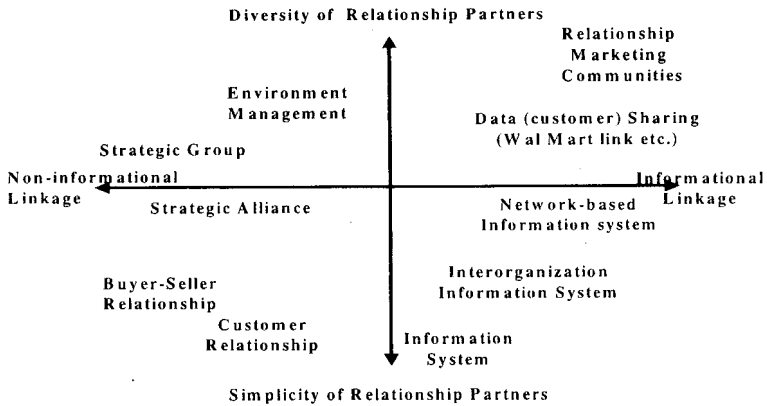 Diversity of Relationship Partners
Relationship
Marketing
Communities
Environment
Management
Data (customer) Sharing
(Wal Mart link etc.)
Strategic Group
Non-informational
Linkage
Informational
Linkage
Strategic Alliance
Network-based
Information system
Interorganization
Information System
Buyer-Seller
Relationship
Customer
Relationship
Information
System
Simplicity of Relationship Partners